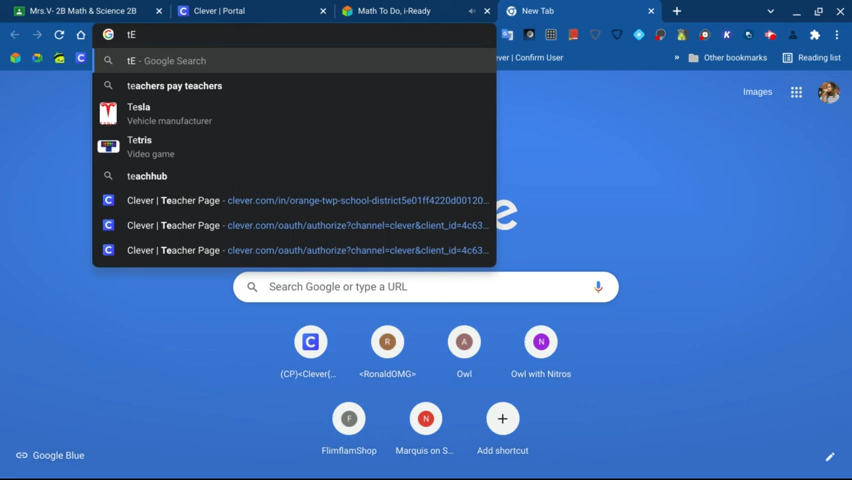 Mrs.V- 2B Math & Science 2B
Clever | Portal
Math To Do, i-Ready
New Tab
tE
lever | Confirm User
»
Other bookmarks
Reading list
tE - Google Search
teachers pay teachers
Tesla
Vehicle manufacturer
Tetris
Video game
teachhub
Clever | Teacher Page - clever.com/in/orange-twp-school-district5e01ff4220d00120...
Clever | Teacher Page - clever.com/oauth/authorize?channel=clever&client_id=4c63...
Clever | Teacher Page - clever.com/oauth/authorize?channel=clever&client_id=4c63...
Images
e
Search Google or type a URL
R
A
N
(CP)<Clever{...
<RonaldOMG>
Owl
Owl with Nitros
F
N
FlimflamShop
Marquis on S...
Add shortcut
Google Blue